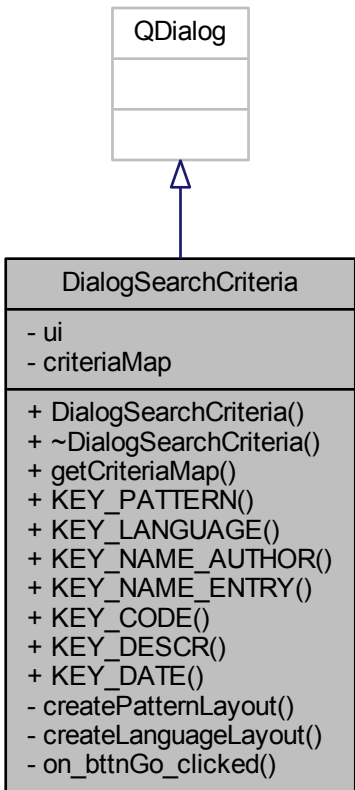 QDialog
DialogSearchCriteria
- ui
- criteriaMap
+ DialogSearchCriteria()
+ ~DialogSearchCriteria()
+ getCriteriaMap()
+ KEY_PATTERN()
+ KEY_LANGUAGE()
+ KEY_NAME_AUTHOR()
+ KEY_NAME_ENTRY()
+ KEY_CODE()
+ KEY_DESCR()
+ KEY_DATE()
- createPatternLayout()
- createLanguageLayout()
- on_bttnGo_clicked()